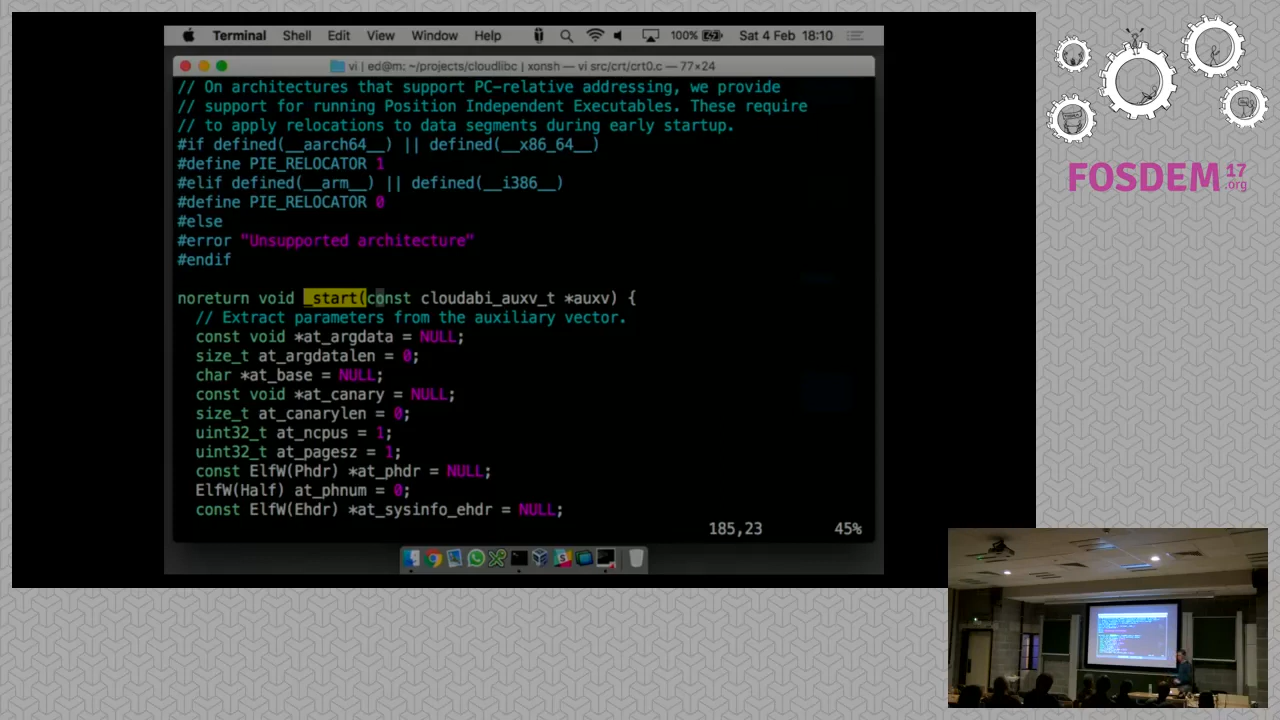 Terminal Shell Edit View Window Help 100% Sat 4 Feb 18:10
vi | ed@m: ~/projects/cloudlibc | xonsh — vi src/crt/crt0.c — 77×24
// On architectures that support PC-relative addressing, we provide
// support for running Position Independent Executables. These require
// to apply relocations to data segments during early startup.
#if defined(__aarch64__) || defined(__x86_64__)
#define PIE_RELOCATOR 1
#elif defined(__arm__) || defined(__i386__)
#define PIE_RELOCATOR 0
#else
#error "Unsupported architecture"
#endif
noreturn void _start(const cloudabi_auxv_t *auxv) {
// Extract parameters from the auxiliary vector.
const void *at_argdata = NULL;
size_t at_argdatalen = 0;
char *at_base = NULL;
const void *at_canary = NULL;
size_t at_canarylen = 0;
uint32_t at_ncpus = 1;
uint32_t at_pagesz = 1;
const ElfW(Phdr) *at_phdr = NULL;
ElfW(Half) at_phnum = 0;
const ElfW(Ehdr) *at_sysinfo_ehdr = NULL;
185,23 45%
FOSDEM 17
.org